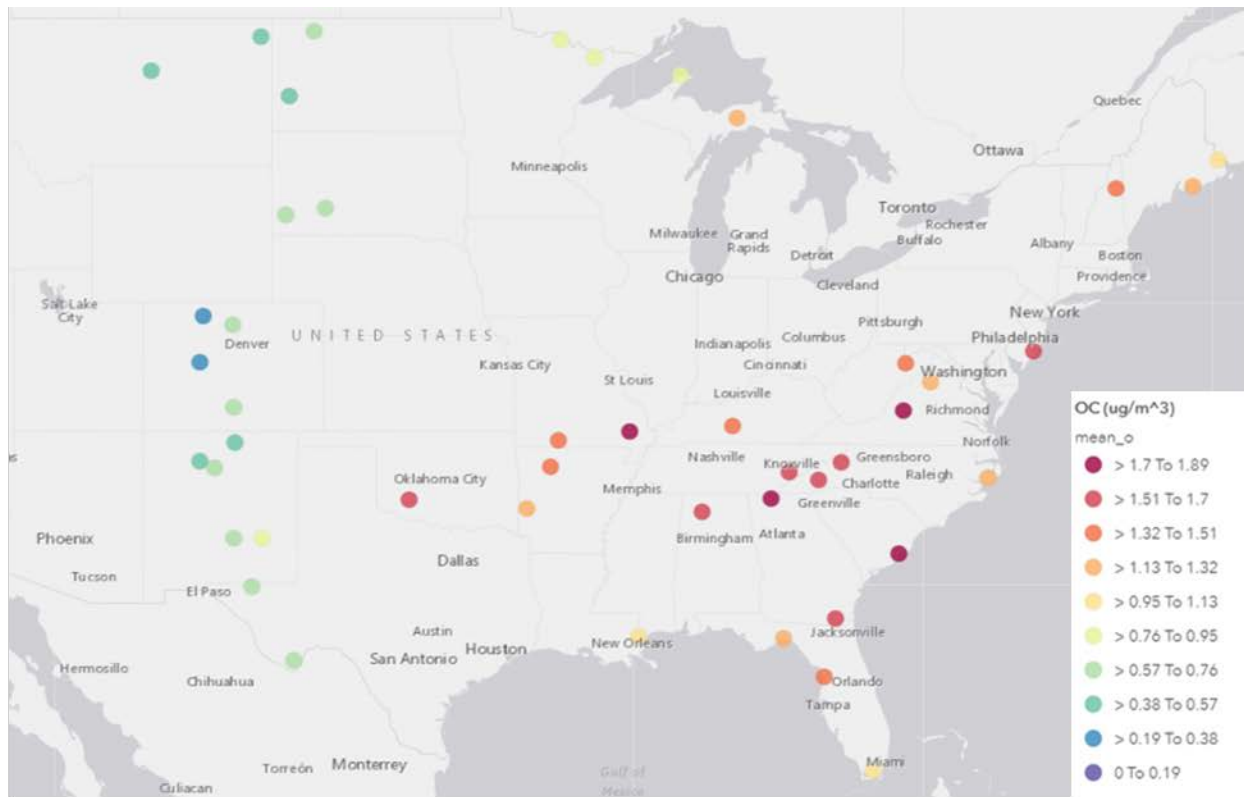 Quebec
Ottawa
Minneapolis
Toronto
Rochester
Milwaukee
Grand
Rapids
Buffalo
Albany
Detroit
Boston
Chicago
Providence
Cleveland
Salt Lake
City
New York
Pittsburgh
UNITED STATES
Denver
Indianapolis
Columbus
Philadelphia
Kansas City
Cincinnati
Washington
St Louis
Louisville
Richmond
Norfolk
Nashville
Knoxville
Greensboro
Raleigh
Oklahoma City
Memphis
Charlotte
Greenville
Phoenix
Birmingham
Atlanta
Dallas
Tucson
El Paso
Austin
Jacksonville
New Orleans
Houston
San Antonio
Hermosillo
Chihuahua
Orlando
Tampa
Miami
Torreón
Monterrey
Gulf of
Mexico
Culiacan
OC (ug/m^3)
mean_o
> 1.7 To 1.89
> 1.51 To 1.7
> 1.32 To 1.51
> 1.13 To 1.32
> 0.95 To 1.13
> 0.76 To 0.95
> 0.57 To 0.76
> 0.38 To 0.57
> 0.19 To 0.38
0 To 0.19